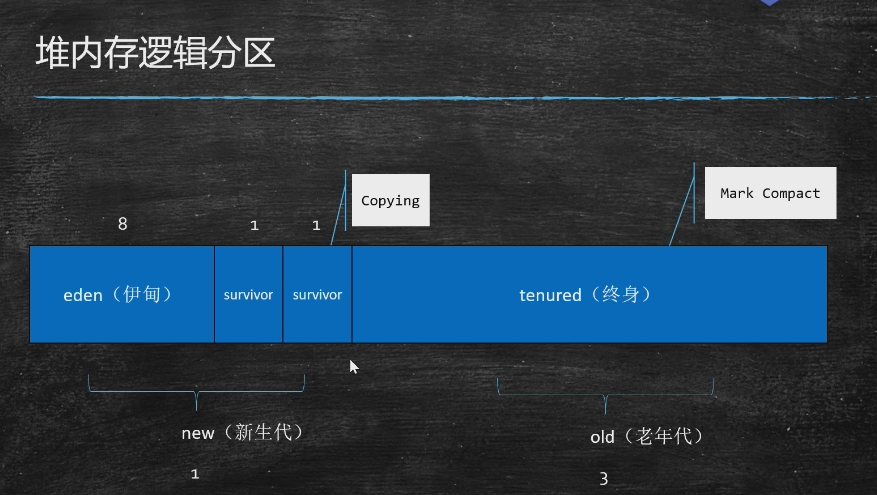 堆内存逻辑分区
Copying
Mark Compact
8
1
1
eden（伊甸）
survivor
survivor
tenured（终身）
new（新生代）
old（老年代）
1
3